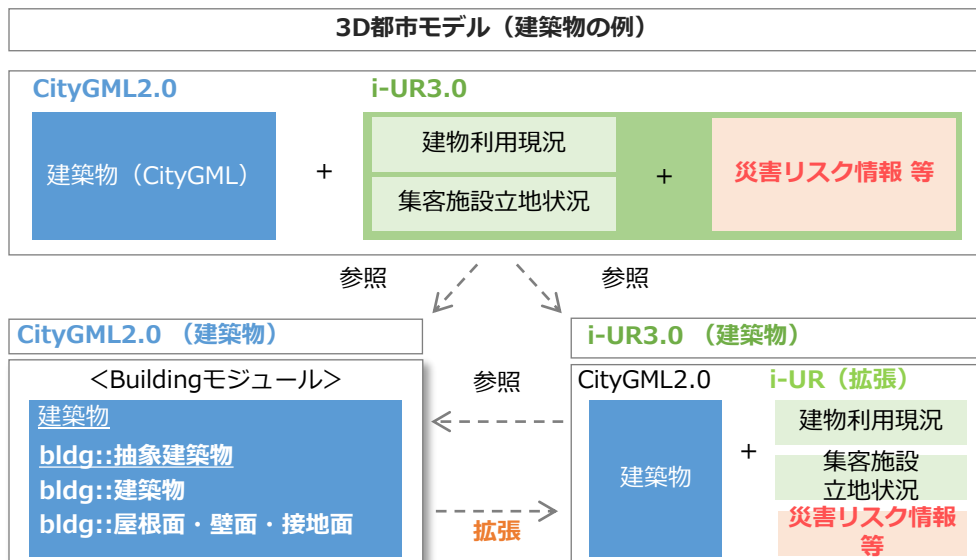 3D都市モデル（建築物の例）
CityGML2.0
i-UR3.0
建築物（CityGML）
+
建物利用現況
集客施設立地状況
+
災害リスク情報 等
参照
参照
CityGML2.0 （建築物）
＜Buildingモジュール＞
建築物
bldg::抽象建築物
bldg::建築物
bldg::屋根面・壁面・接地面
参照
拡張
i-UR3.0 （建築物）
CityGML2.0
i-UR（拡張）
建築物
+
建物利用現況
集客施設
立地状況
災害リスク情報
等